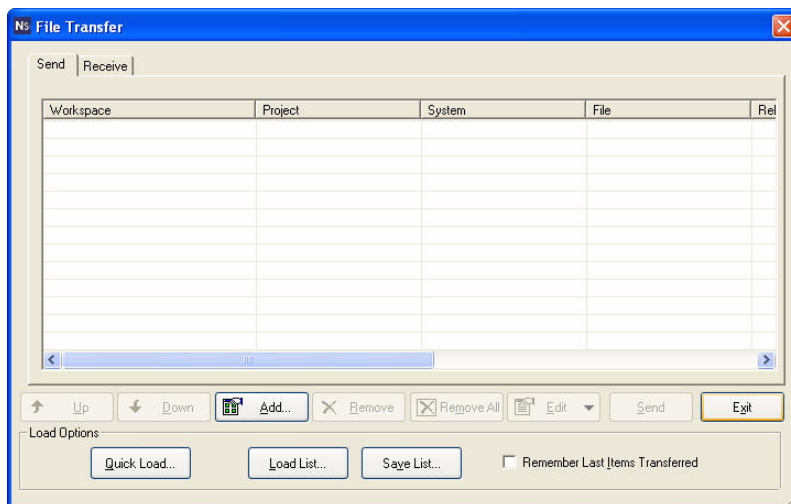 NS File Transfer
Send Receive
Workspace Project System File Rel
Up Down Add... Remove Remove All Edit Send Exit
Load Options
Quick Load... Load List... Save List... Remember Last Items Transferred